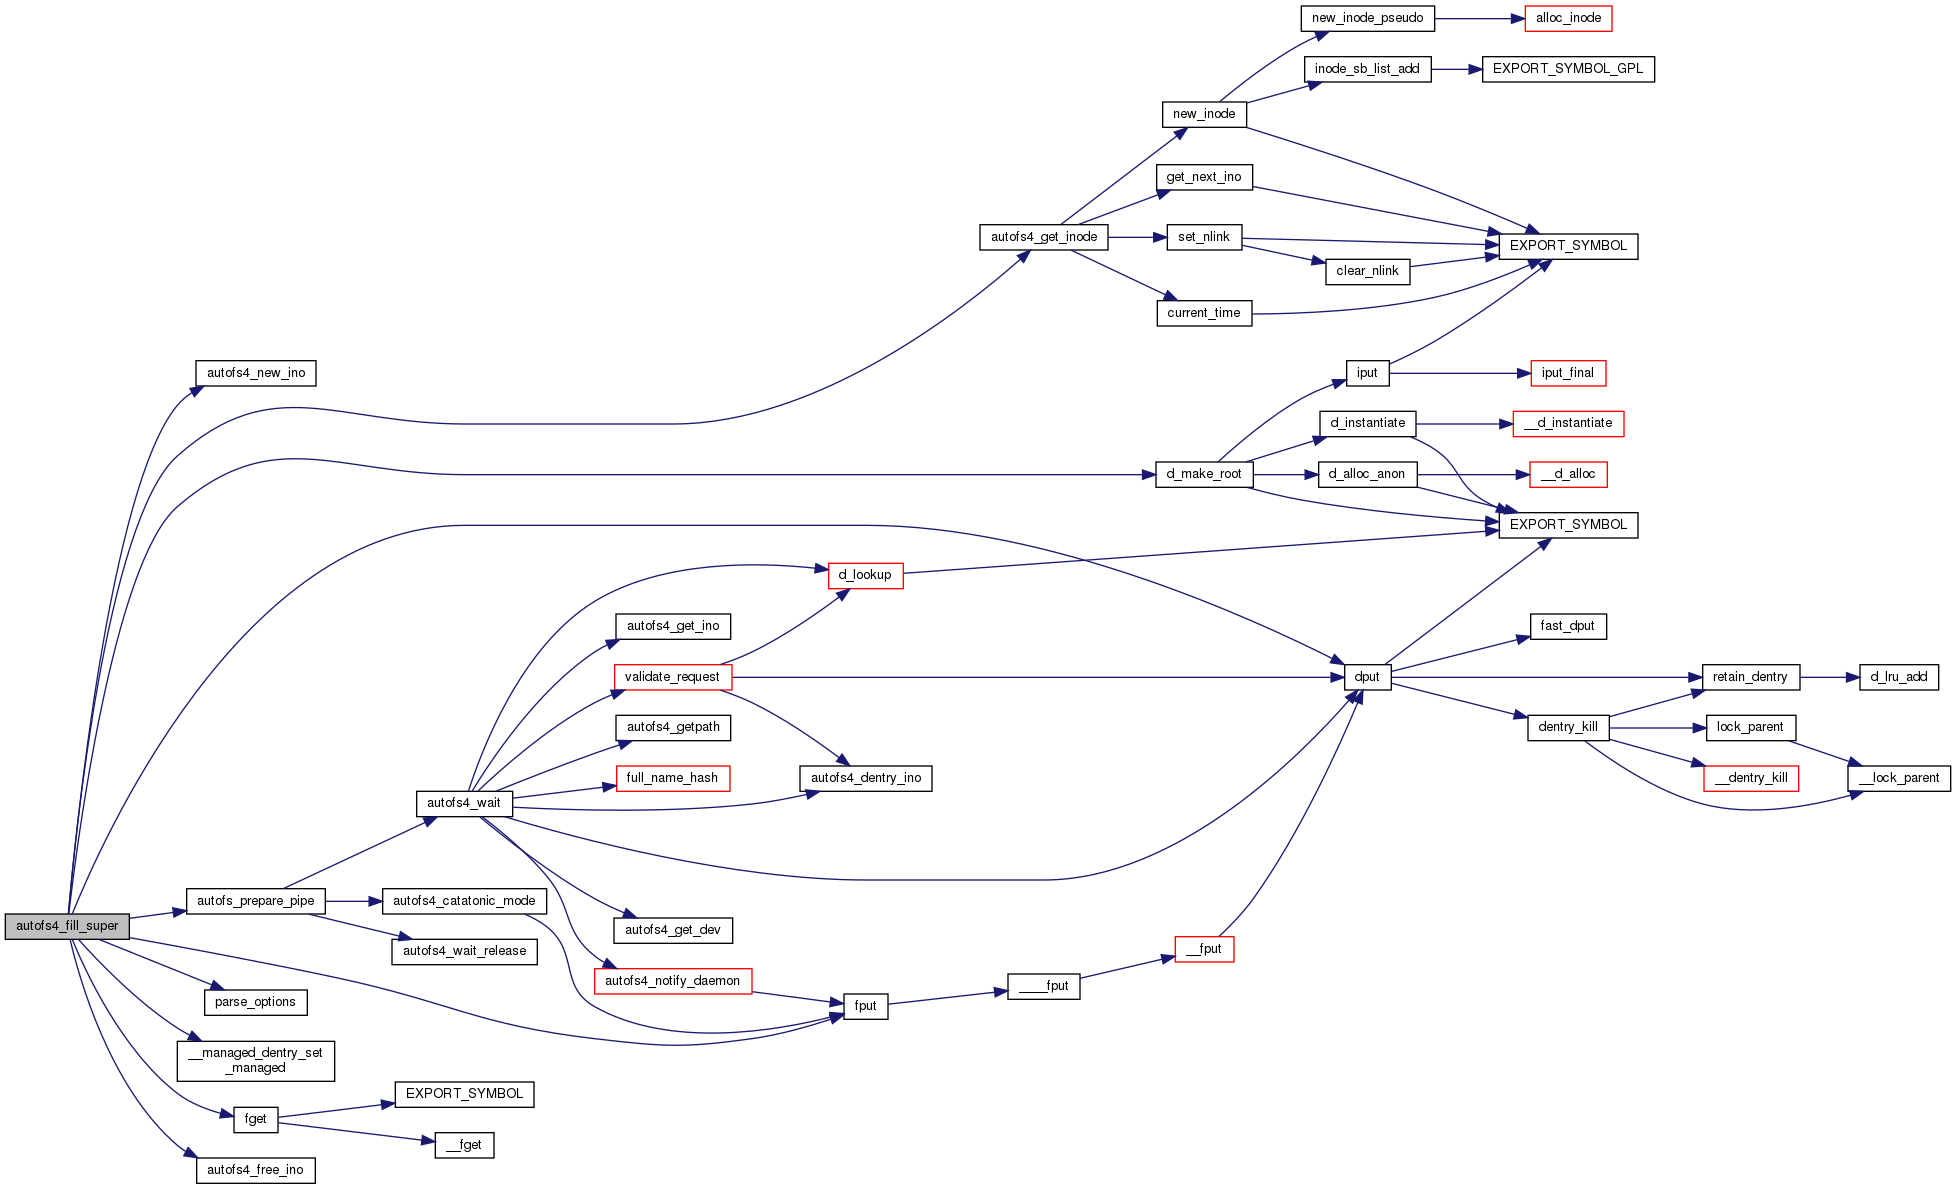 new_inode_pseudo
alloc_inode
inode_sb_list_add
EXPORT_SYMBOL_GPL
new_inode
get_next_ino
autofs4_get_inode
set_nlink
EXPORT_SYMBOL
clear_nlink
current_time
autofs4_new_ino
iput
iput_final
d_instantiate
__d_instantiate
d_make_root
d_alloc_anon
__d_alloc
EXPORT_SYMBOL
d_lookup
autofs4_get_ino
fast_dput
validate_request
dput
retain_dentry
d_lru_add
autofs4_getpath
dentry_kill
lock_parent
full_name_hash
autofs4_dentry_ino
__dentry_kill
__lock_parent
autofs4_wait
autofs_prepare_pipe
autofs4_catatonic_mode
autofs4_fill_super
autofs4_get_dev
autofs4_wait_release
__fput
autofs4_notify_daemon
____fput
parse_options
fput
__managed_dentry_set
_managed
EXPORT_SYMBOL
fget
__fget
autofs4_free_ino